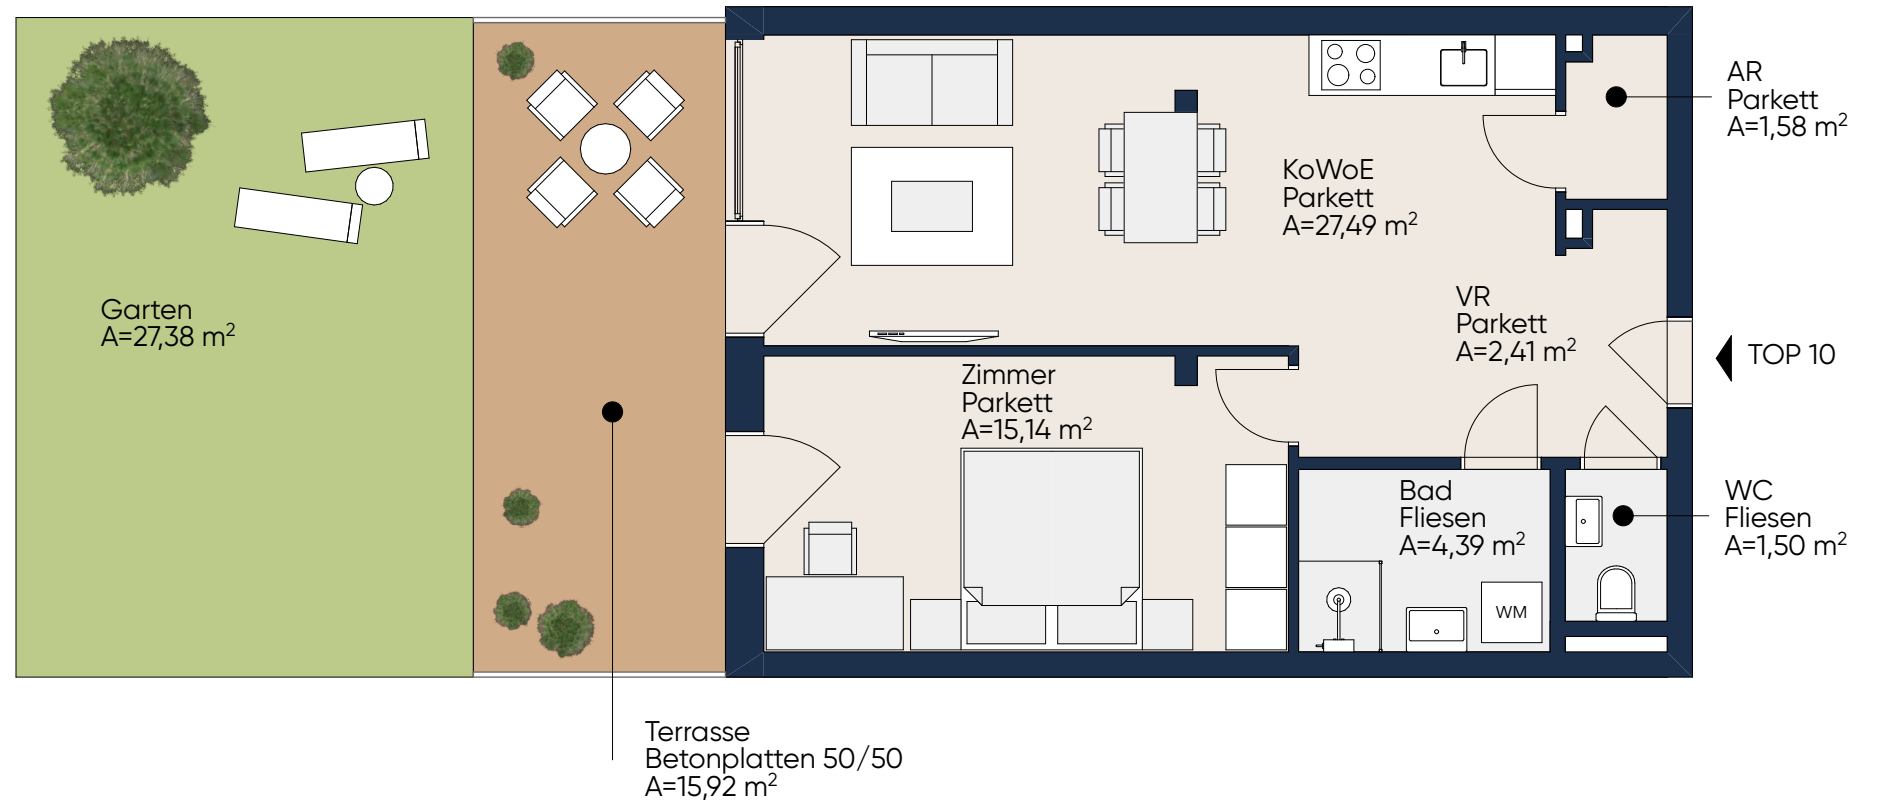 AR
Parkett
A=1,58 m²
KoWoE
Parkett
A=27,49 m²
Garten
A=27,38 m²
VR
Parkett
A=2,41 m²
TOP 10
Zimmer
Parkett
A=15,14 m²
Bad
Fliesen
A=4,39 m²
WC
Fliesen
A=1,50 m²
WM
Terrasse
Betonplatten 50/50
A=15,92 m²